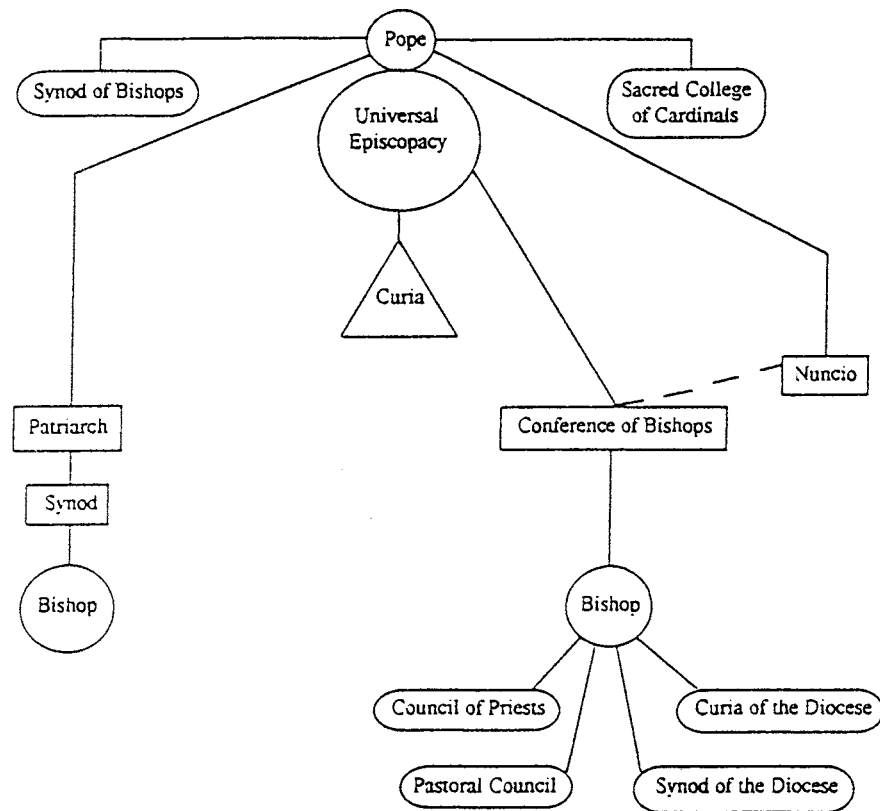 Pope
Synod of Bishops
Sacred College
of Cardinals
Universal
Episcopacy
Curia
Nuncio
Patriarch
Conference of Bishops
Synod
Bishop
Bishop
Council of Priests
Curia of the Diocese
Pastoral Council
Synod of the Diocese